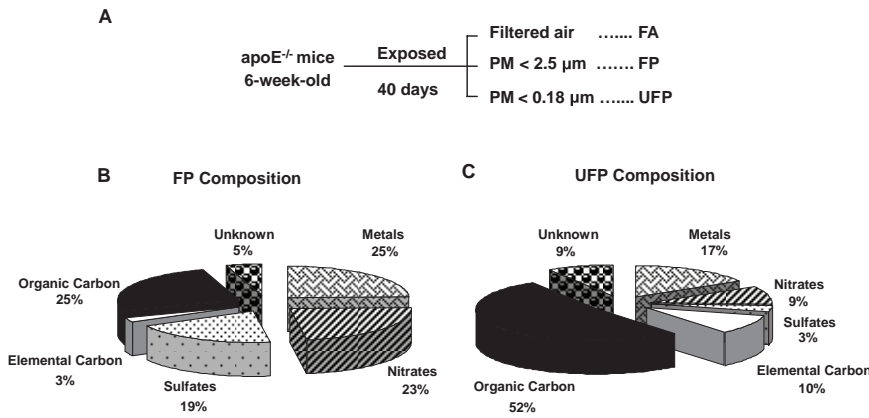 A
apoE-/- mice
6-week-old
Exposed
40 days
Filtered air ....... FA
PM < 2.5 µm ....... FP
PM < 0.18 µm ....... UFP
B
FP Composition
Unknown
5%
Metals
25%
Organic Carbon
25%
Elemental Carbon
3%
Sulfates
19%
Nitrates
23%
C
UFP Composition
Unknown
9%
Metals
17%
Nitrates
9%
Sulfates
3%
Elemental Carbon
10%
Organic Carbon
52%